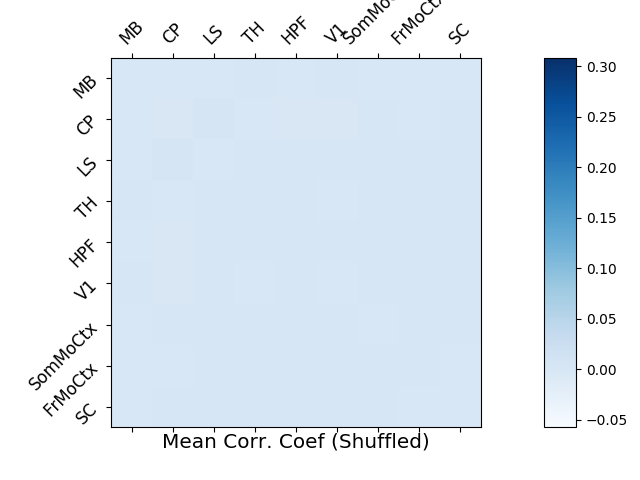 MB CP LS TH HPF V1 SomMoC FrMoCtx SC
MB
CP
LS
TH
HPF
V1
SomMoCtx
FrMoCtx
SC
Mean Corr. Coef (Shuffled)
0.30
0.25
0.20
0.15
0.10
0.05
0.00
−0.05